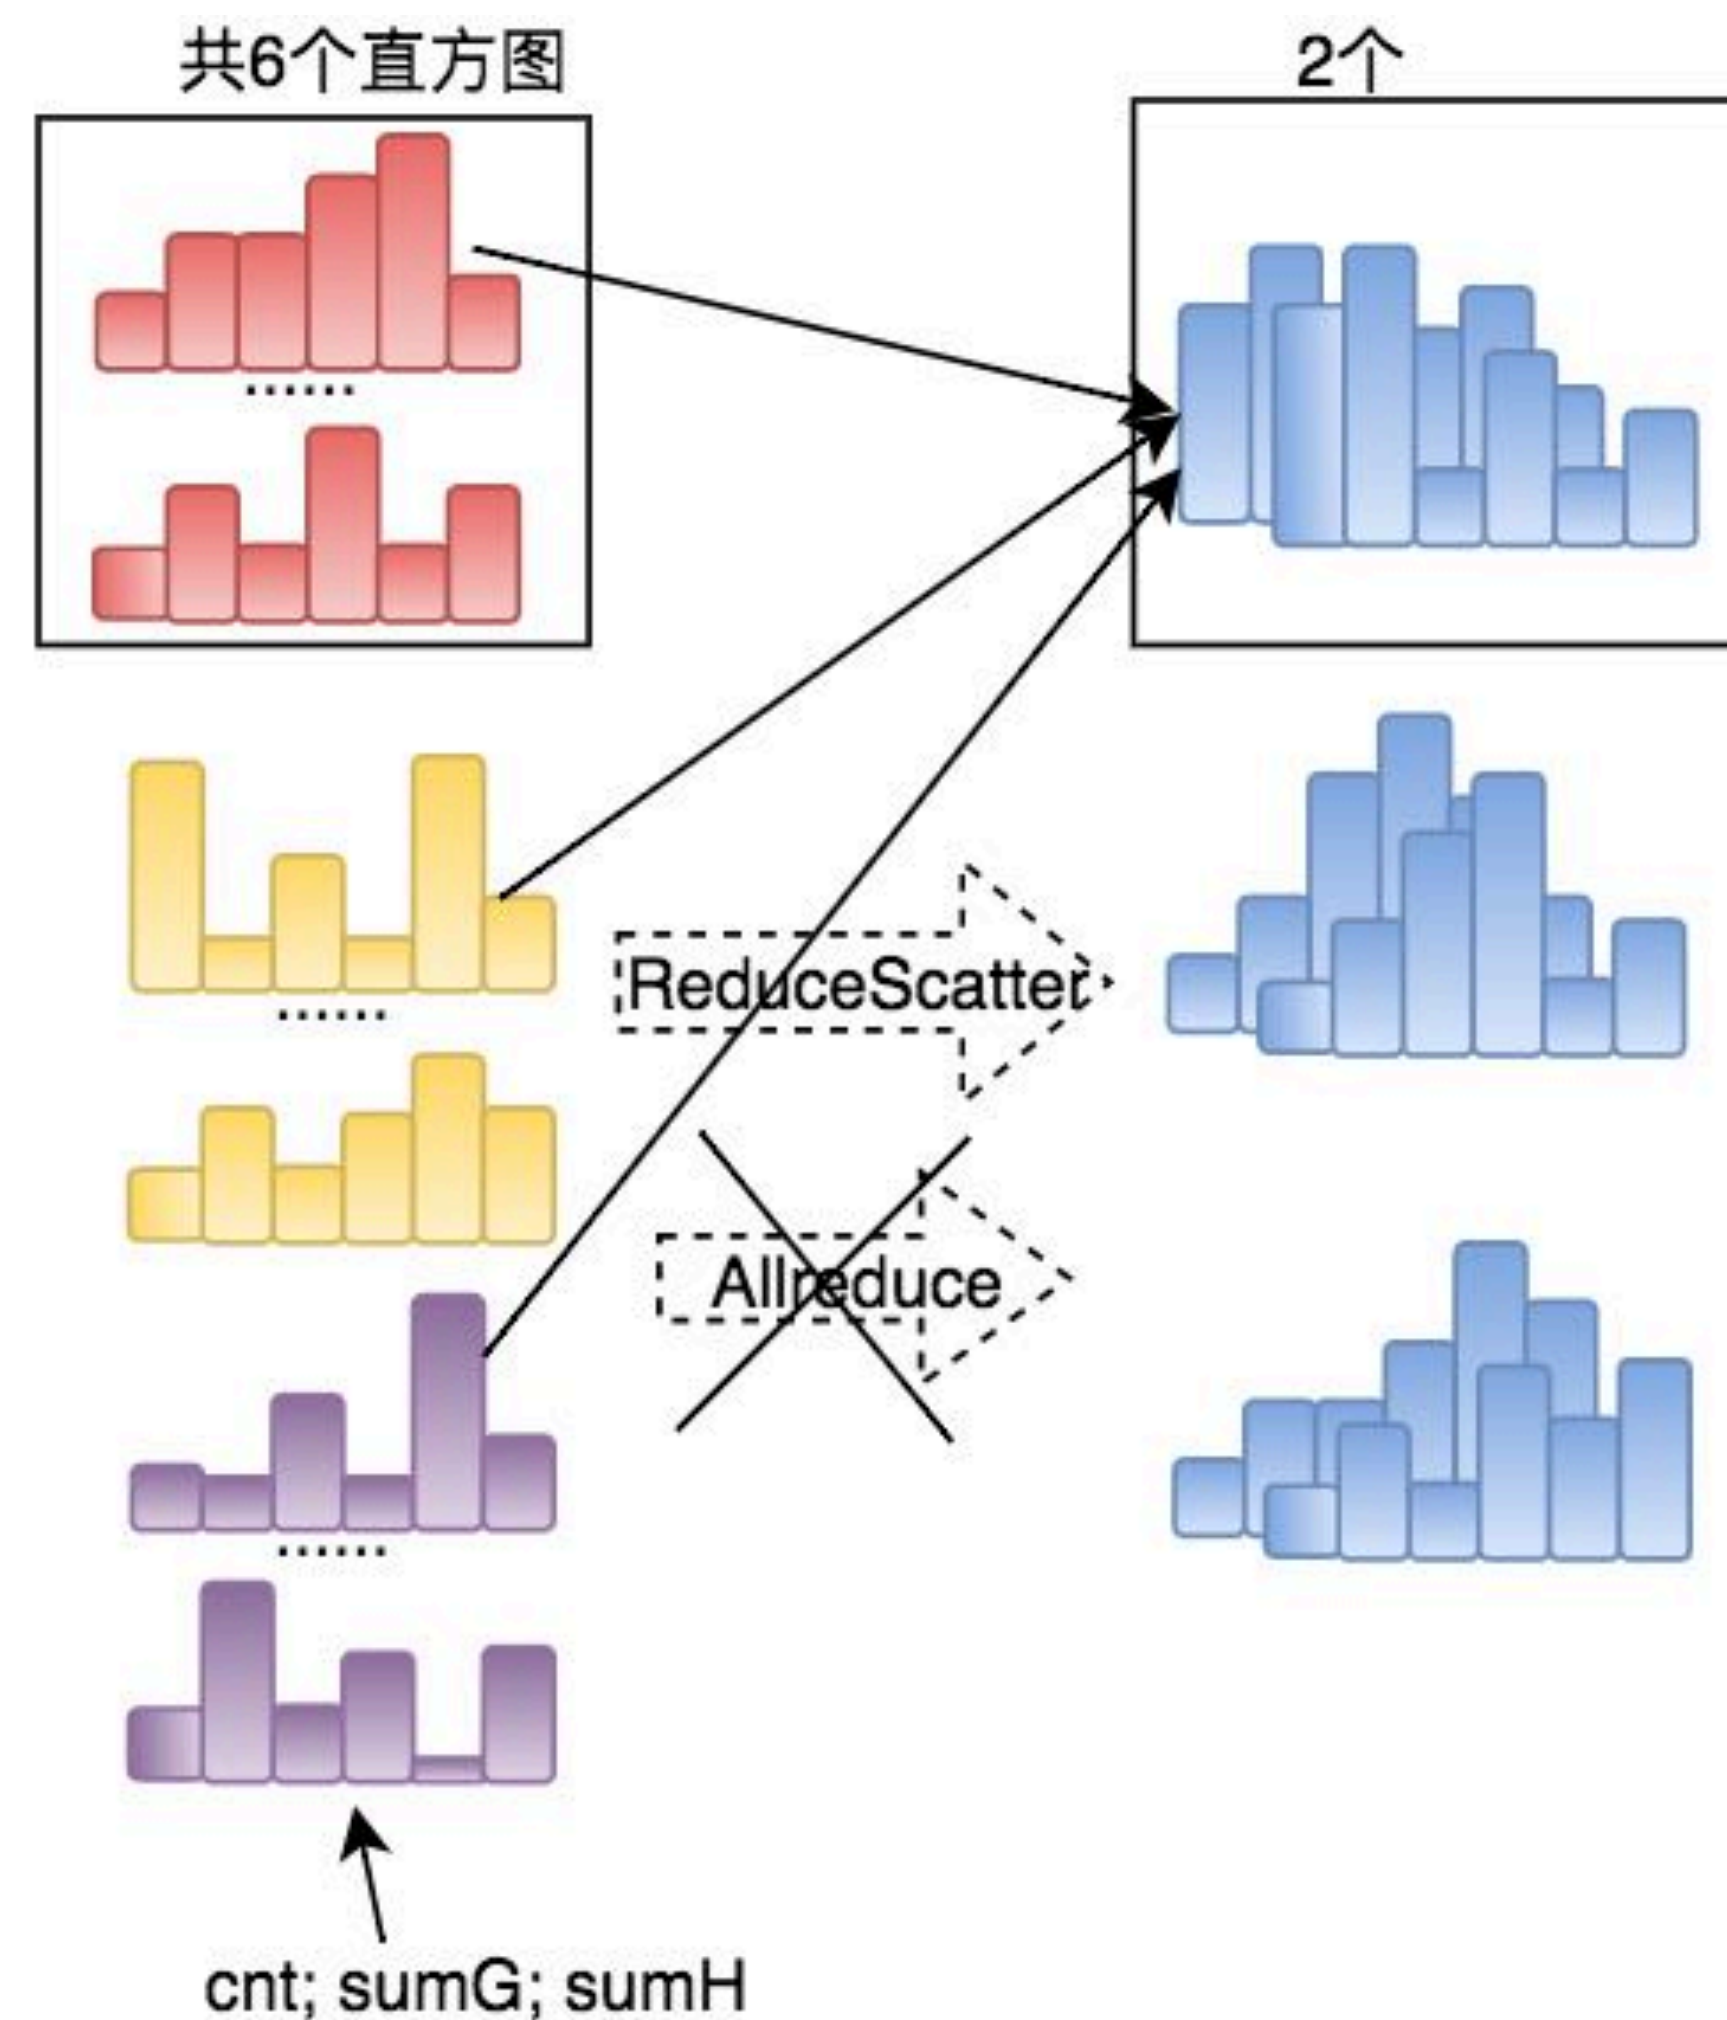 共6个直方图
2个
······
······
ReduceScatter
Allreduce
······
cnt; sumG; sumH